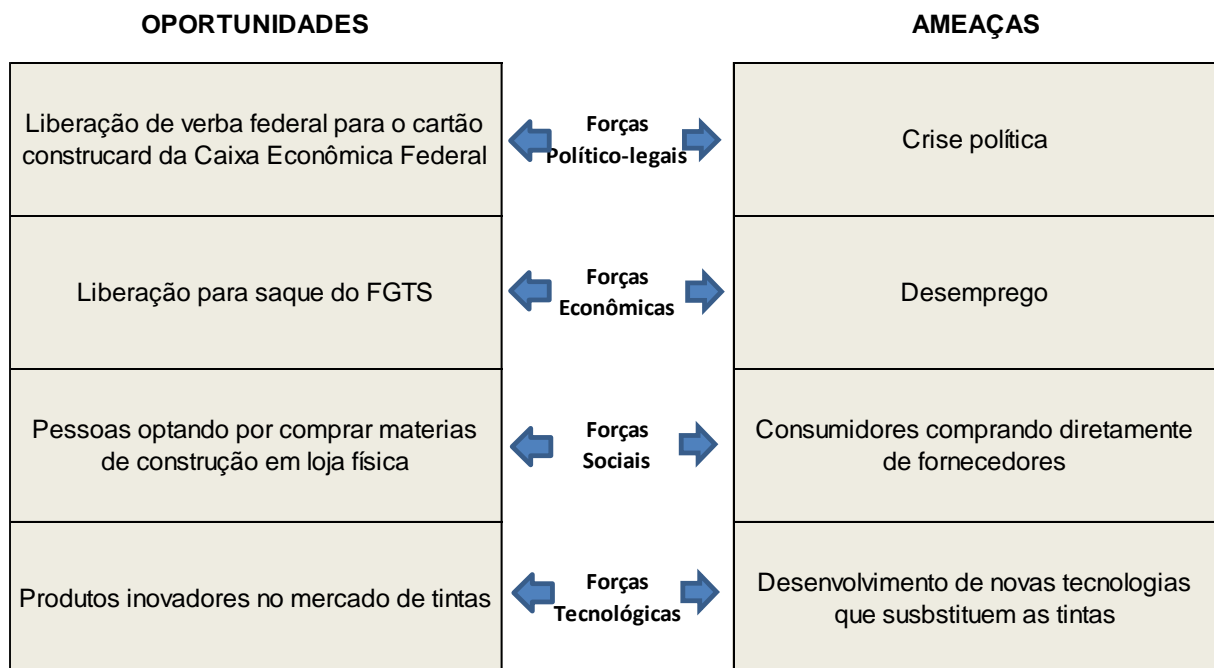 OPORTUNIDADES
AMEAÇAS
Liberação de verba federal para o cartão
construcard da Caixa Econômica Federal
Forças
Político-legais
Crise política
Liberação para saque do FGTS
Forças
Econômicas
Desemprego
Pessoas optando por comprar materias
de construção em loja física
Forças
Sociais
Consumidores comprando diretamente
de fornecedores
Produtos inovadores no mercado de tintas
Forças
Tecnológicas
Desenvolvimento de novas tecnologias
que susbstituem as tintas